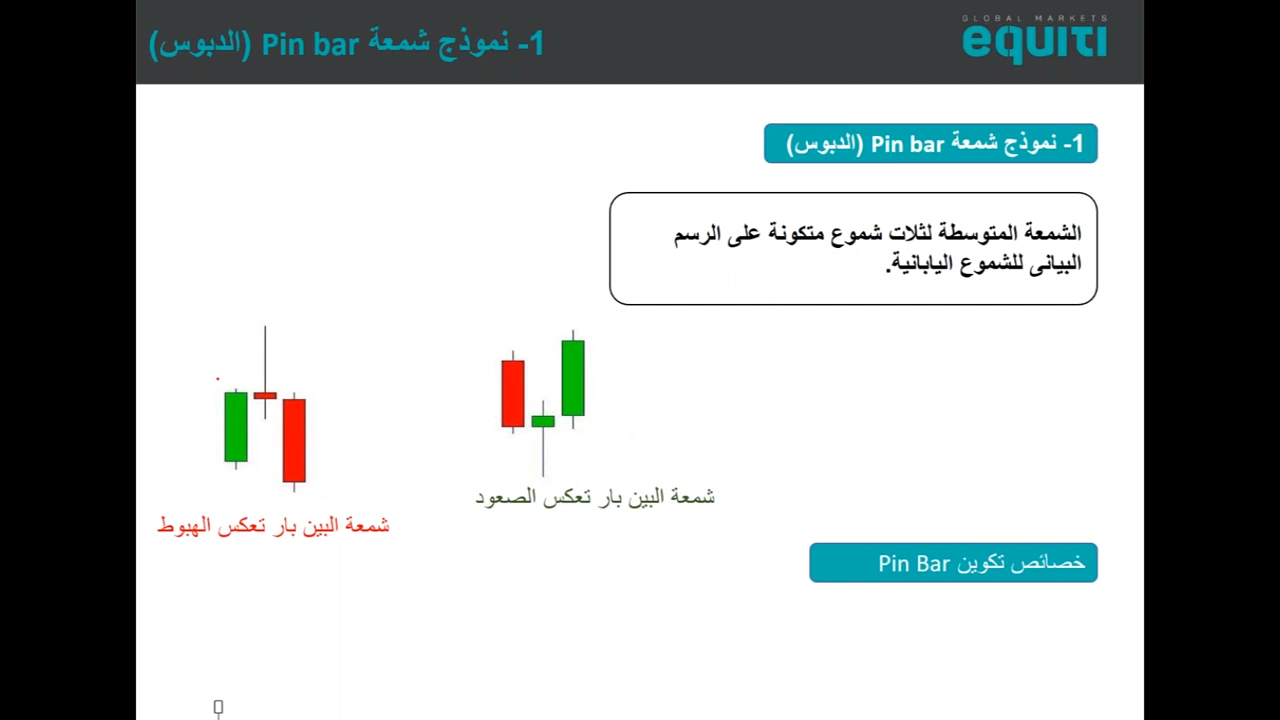 1- نموذج شمعة Pin bar (الدبوس)
GLOBAL MARKETS
equiti
1- نموذج شمعة Pin bar (الدبوس)
الشمعة المتوسطة لثلاث شموع متكونة على الرسم
البيانى للشموع اليابانية.
شمعة البين بار تعكس الصعود
شمعة البين بار تعكس الهبوط
خصائص تكوين Pin Bar